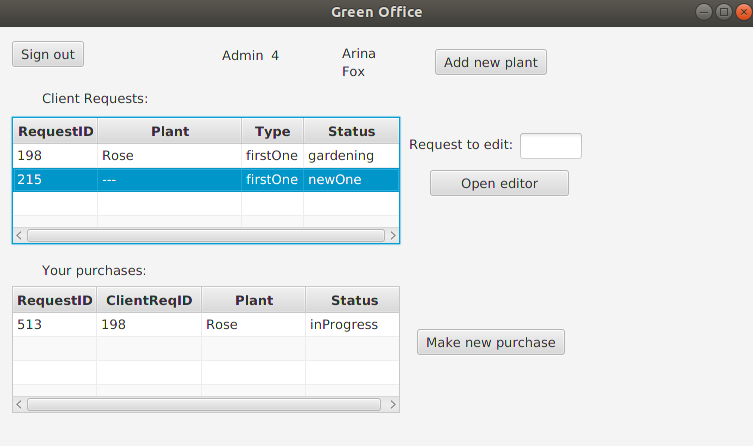 Green Office
Sign out
Admin 4
Arina
Fox
Add new plant
Client Requests:
RequestID Plant Type Status
198 Rose firstOne gardening
215 --- firstOne newOne
Request to edit:
Open editor
Your purchases:
RequestID ClientReqID Plant Status
513 198 Rose inProgress
Make new purchase